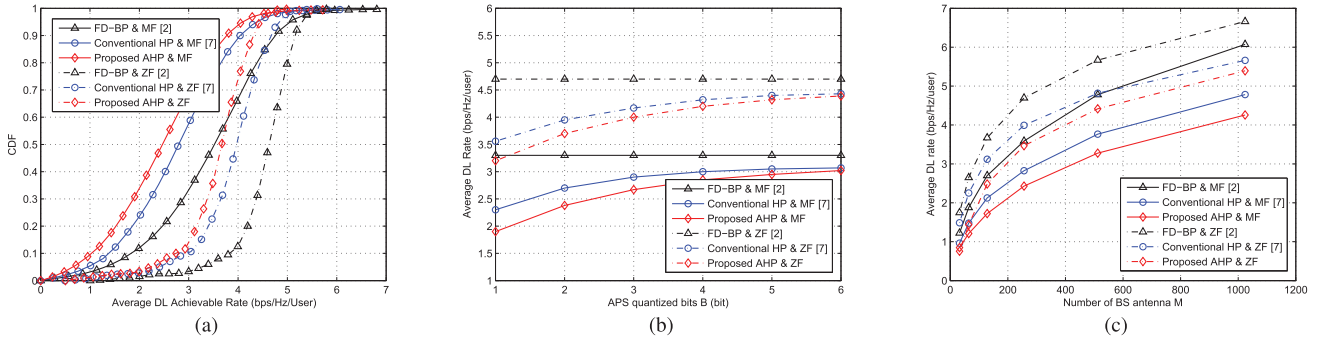 1
0.9
0.8
0.7
0.6
0.5
0.4
0.3
0.2
0.1
0
CDF
FD-BP & MF [2]
Conventional HP & MF [7]
Proposed AHP & MF
FD-BP & ZF [2]
Conventional HP & ZF [7]
Proposed AHP & ZF
0 1 2 3 4 5 6 7
Average DL Achievable Rate (bps/Hz/User)
(a)
6
5.5
5
4.5
4
3.5
3
2.5
2
1.5
1
Average DL Rate (bps/Hz/user)
FD-BP & MF [2]
Conventional HP & MF [7]
Proposed AHP & MF
FD-BP & ZF [2]
Conventional HP & ZF [7]
Proposed AHP & ZF
1 2 3 4 5 6
APS quantized bits B (bit)
(b)
7
6
5
4
3
2
1
0
Average DL rate (bps/Hz/user)
FD-BP & MF [2]
Conventional HP & MF [7]
Proposed AHP & MF
FD-BP & ZF [2]
Conventional HP & ZF [7]
Proposed AHP & ZF
0 200 400 600 800 1000 1200
Number of BS antenna M
(c)